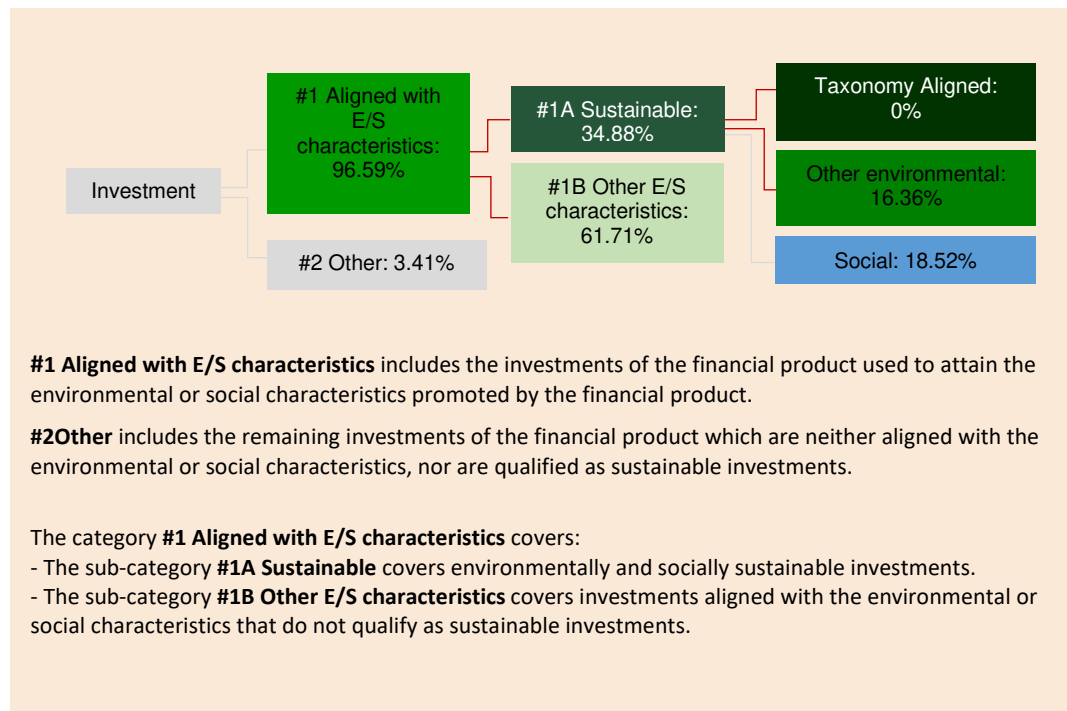 Investment
#1 Aligned with
E/S
characteristics:
96.59%
#2 Other: 3.41%
#1A Sustainable:
34.88%
#1B Other E/S
characteristics:
61.71%
Taxonomy Aligned:
0%
Other environmental:
16.36%
Social: 18.52%
#1 Aligned with E/S characteristics includes the investments of the financial product used to attain the
environmental or social characteristics promoted by the financial product.
#2Other includes the remaining investments of the financial product which are neither aligned with the
environmental or social characteristics, nor are qualified as sustainable investments.
The category #1 Aligned with E/S characteristics covers:
- The sub-category #1A Sustainable covers environmentally and socially sustainable investments.
- The sub-category #1B Other E/S characteristics covers investments aligned with the environmental or
social characteristics that do not qualify as sustainable investments.